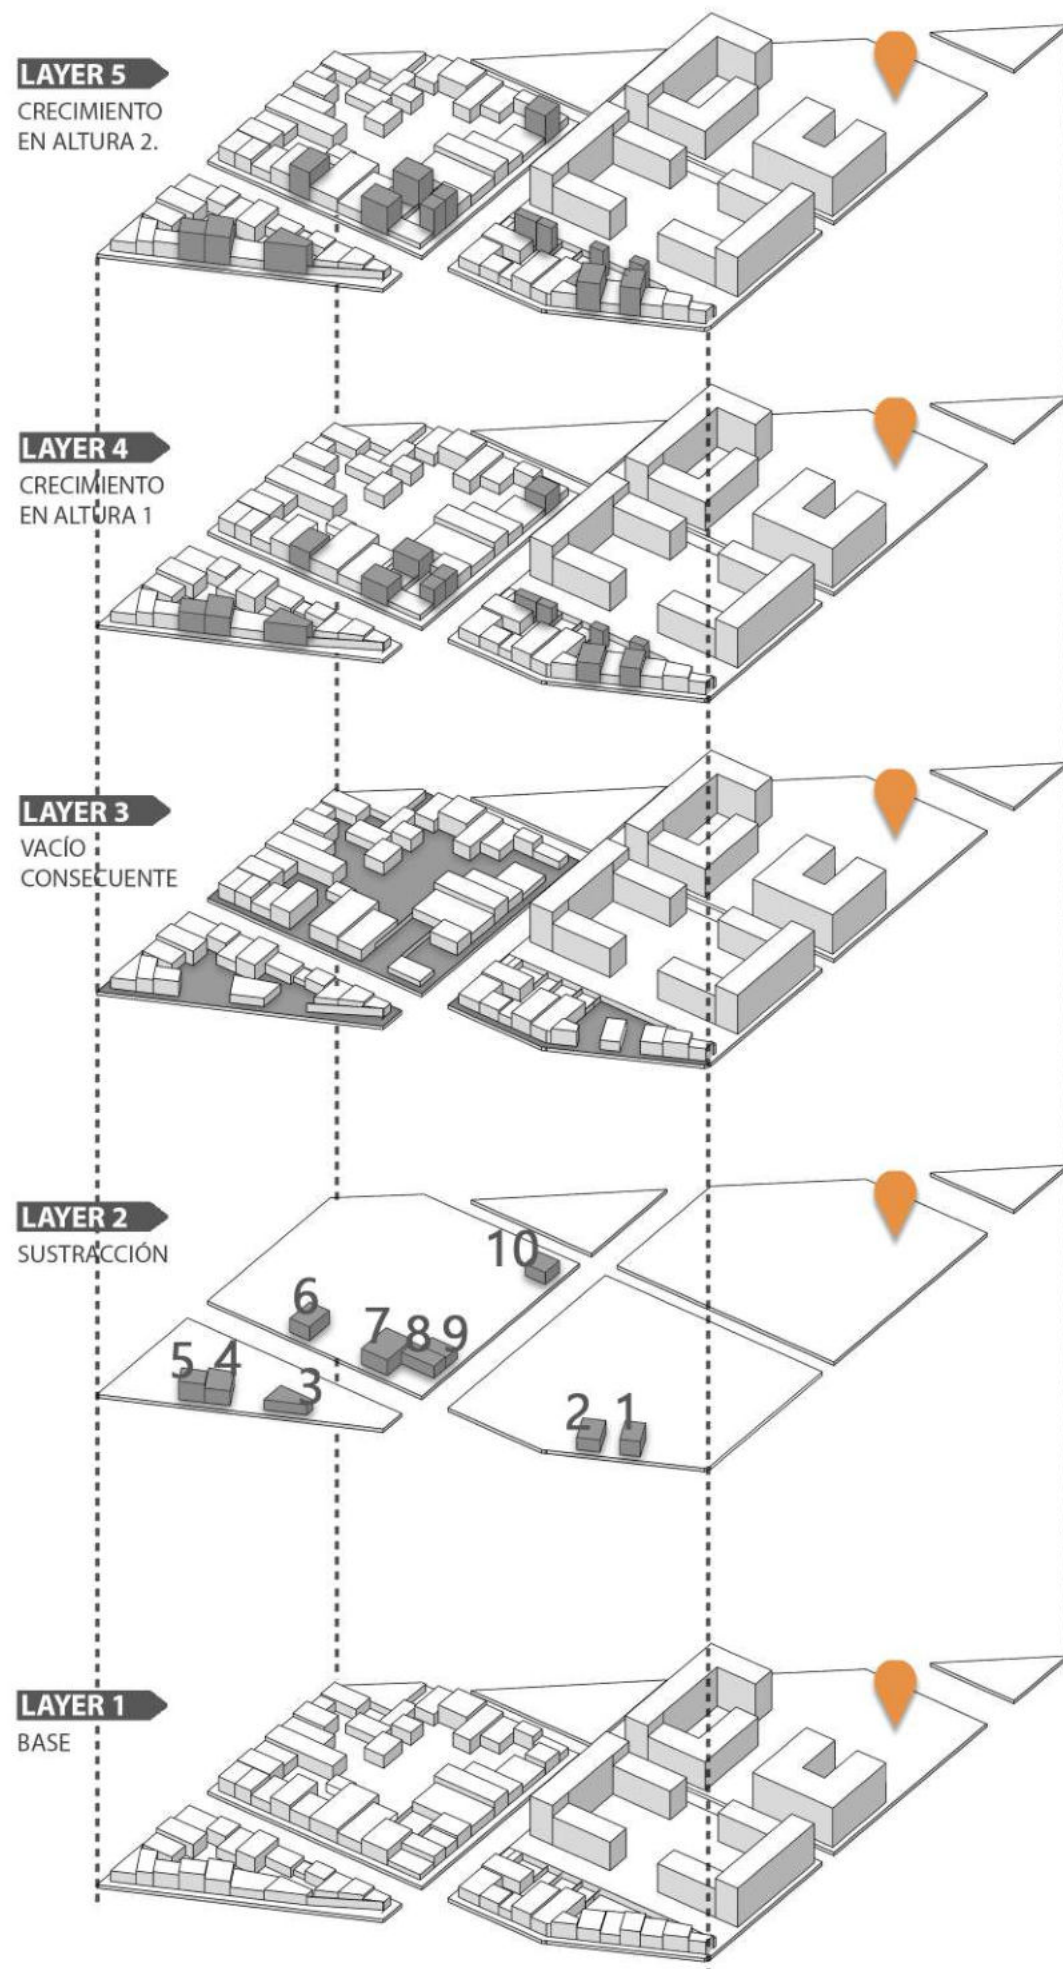 LAYER 5
CRECIMIENTO
EN ALTURA 2.
LAYER 4
CRECIMIENTO
EN ALTURA 1
LAYER 3
VACÍO
CONSECUENTE
LAYER 2
SUSTRACCIÓN
10
6
7 8 9
5 4
3
2 1
LAYER 1
BASE